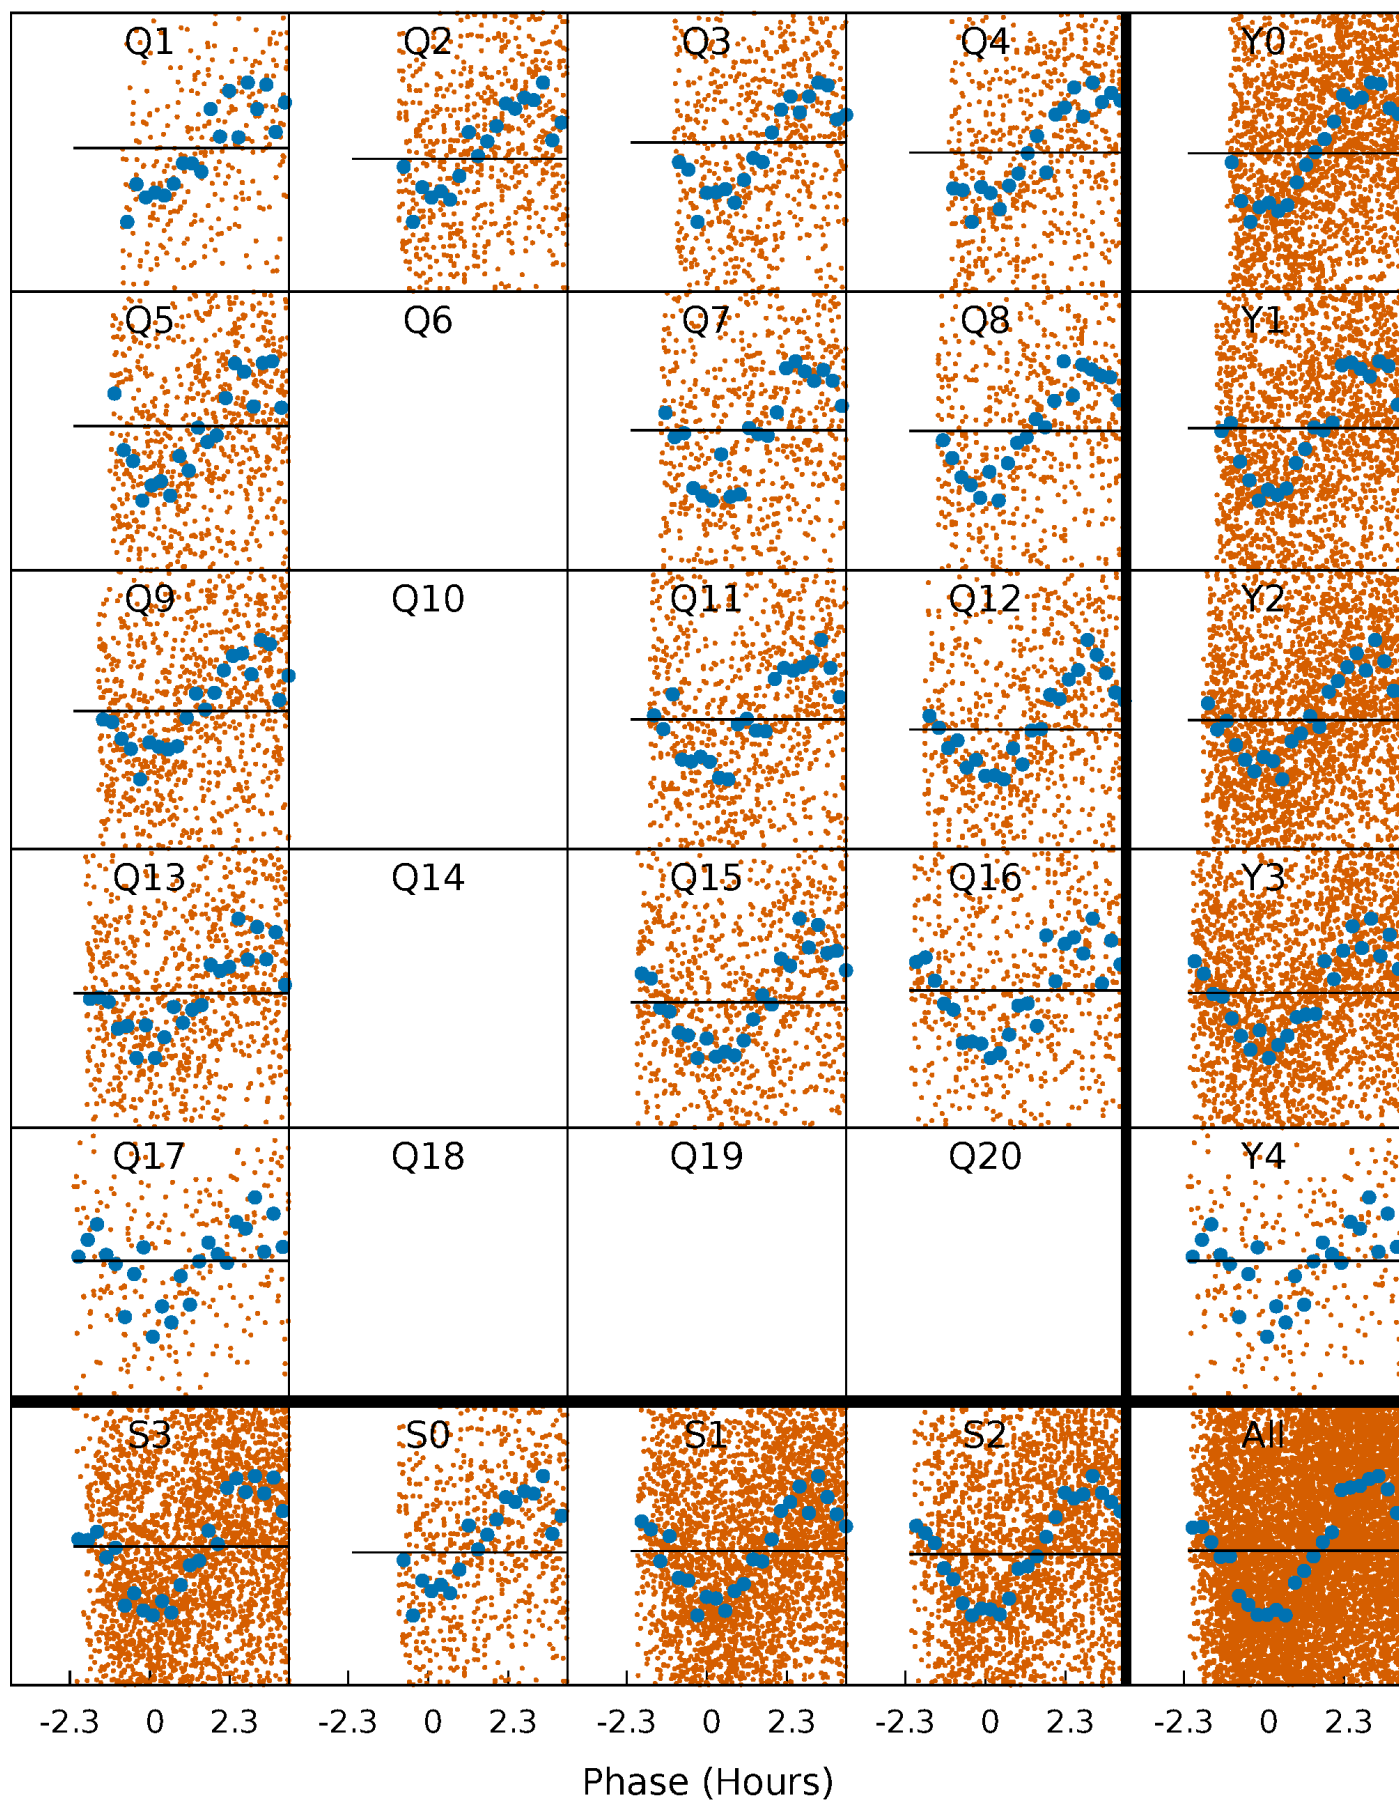 Q1 Q2 Q3 Q4 Y0
Q5 Q6 Q7 Q8 Y1
Q9 Q10 Q11 Q12 Y2
Q13 Q14 Q15 Q16 Y3
Q17 Q18 Q19 Q20 Y4
S3 S0 S1 S2 All
-2.3 0 2.3 -2.3 0 2.3 -2.3 0 2.3 -2.3 0 2.3 -2.3 0 2.3
Phase (Hours)